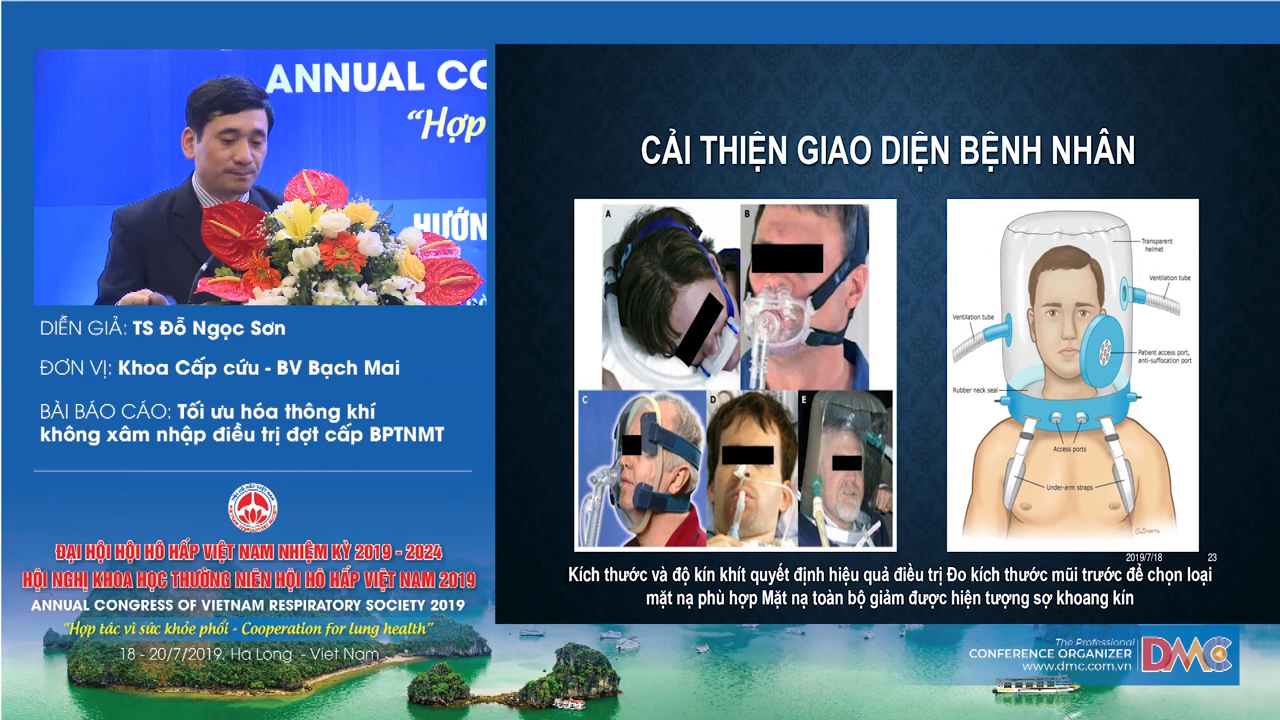 ANNUAL CO
“Hợp
HƯỚN
DIỄN GIẢ: TS Đỗ Ngọc Sơn
ĐƠN VỊ: Khoa Cấp cứu - BV Bạch Mai
BÀI BÁO CÁO: Tối ưu hóa thông khí
không xâm nhập điều trị đợt cấp BPTNMT
ĐẠI HỘI HỘI HÔ HẤP VIỆT NAM NHIỆM KỲ 2019 - 2024
HỘI NGHỊ KHOA HỌC THƯỜNG NIÊN HỘI HÔ HẤP VIỆT NAM 2019
ANNUAL CONGRESS OF VIETNAM RESPIRATORY SOCIETY 2019
“Hợp tác vì sức khỏe phổi - Cooperation for lung health”
18 - 20/7/2019. Ha Long - Viet Nam
CẢI THIỆN GIAO DIỆN BỆNH NHÂN
A
B
C
D
E
Transparent
helmet
Ventilation tube
Ventilation tube
Patient access port,
anti-suffocation port
Rubber neck seal
Access ports
Under-arm straps
2019/7/18
23
Kích thước và độ kín khít quyết định hiệu quả điều trị Đo kích thước mũi trước để chọn loại
mặt nạ phù hợp Mặt nạ toàn bộ giảm được hiện tượng sợ khoang kín
The Professional
CONFERENCE ORGANIZER
www.dmc.com.vn
DMC